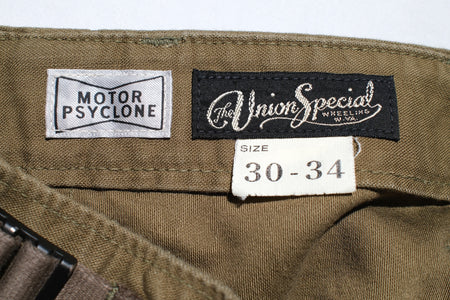 MOTOR
PSYCLONE
The Union Special
WHEELING
W.VA.
SIZE
30-34